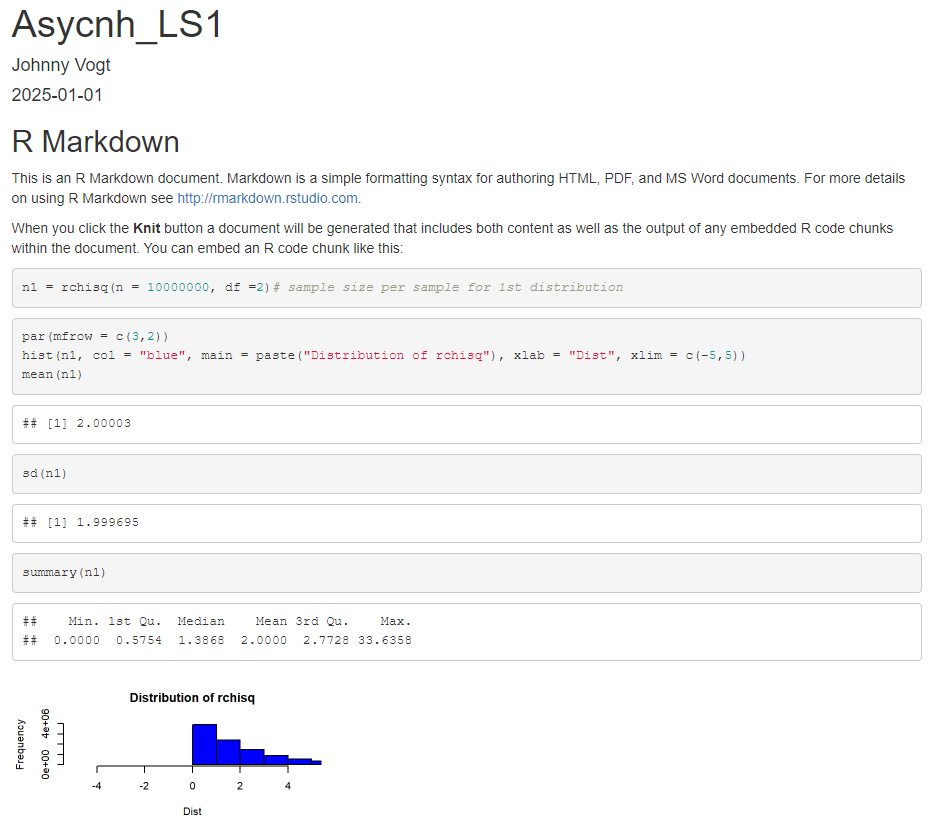 Asycnh_LS1
Johnny Vogt
2025-01-01
R Markdown
This is an R Markdown document. Markdown is a simple formatting syntax for authoring HTML, PDF, and MS Word documents. For more details
on using R Markdown see http://rmarkdown.rstudio.com.
When you click the Knit button a document will be generated that includes both content as well as the output of any embedded R code chunks
within the document. You can embed an R code chunk like this:
n1 = rchisq(n = 10000000, df =2)# sample size per sample for 1st distribution
par(mfrow = c(3,2))
hist(n1, col = "blue", main = paste("Distribution of rchisq"), xlab = "Dist", xlim = c(-5,5))
mean(n1)
## [1] 2.00003
sd(n1)
## [1] 1.999695
summary(n1)
##    Min. 1st Qu.  Median    Mean 3rd Qu.    Max.
##  0.0000  0.5754  1.3868  2.0000  2.7728 33.6358
Distribution of rchisq
Frequency
4e+06
0e+00
-4 -2 0 2 4
Dist